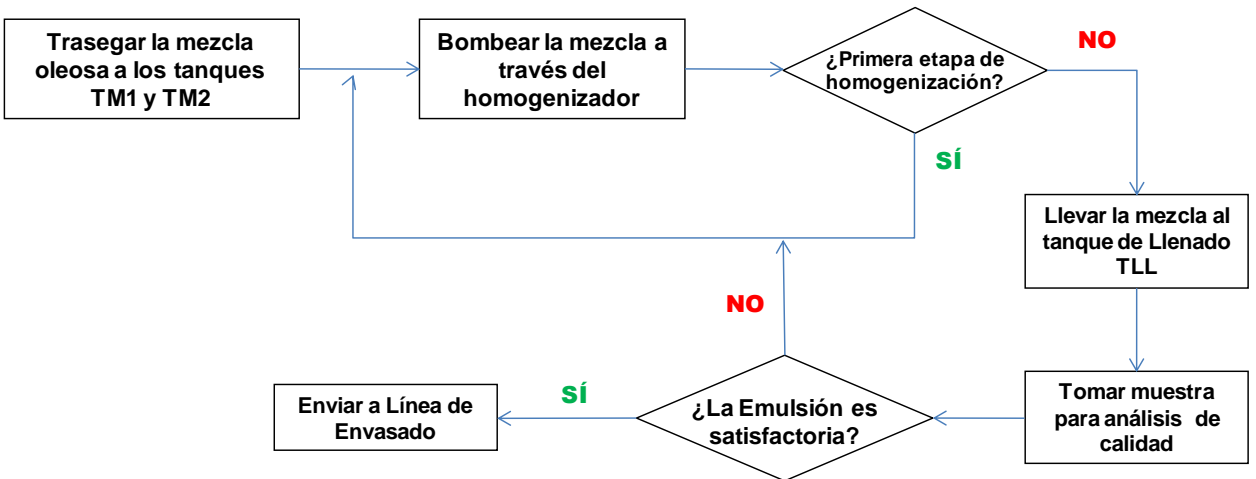 Trasegar la mezcla
oleosa a los tanques
TM1 y TM2
Bombear la mezcla a
través del
homogenizador
¿Primera etapa de
homogenización?
NO
SÍ
Llevar la mezcla al
tanque de Llenado
TLL
Tomar muestra
para análisis de
calidad
¿La Emulsión es
satisfactoria?
NO
SÍ
Enviar a Línea de
Envasado